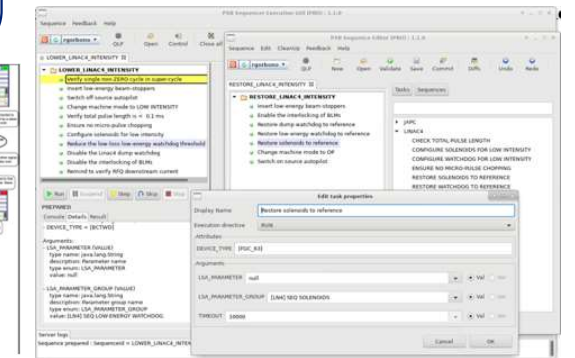 PSB Sequencer Execution GUI (PRO) : 1.1.0
Sequence Feedback Help
rgorbono
QLP
Open
Control
Close all
LOWER_LINAC4_INTENSITY
LOWER_LINAC4_INTENSITY
Verify single non-ZERO cycle in super-cycle
Insert low-energy beam-stoppers
Switch off source autopilot
Change machine mode to LOW INTENSITY
Verify total pulse length is < 0.1 ms
Ensure no micro-pulse chopping
Configure solenoids for low intensity
Reduce the low-loss low-energy watchdog threshold
Disable the Linac4 dump watchdog
Disable the interlocking of BLMs
Remind to verify RFQ downstream current
Run
Suspend
Step
Skip
PREPARED
Console Details Result
- DEVICE_TYPE = [BCTWD]
Arguments:
- LSA_PARAMETER (VALUE)
type name: java.lang.String
description: Parameter name
type enum: LSA_PARAMETER
value: null
- LSA_PARAMETER_GROUP (VALUE)
type name: java.lang.String
description: Parameter group name
type enum: LSA_PARAMETER_GROUP
value: [LN4] SEQ LOW ENERGY WATCHDOG
Server logs
Sequence prepared : SequenceId = LOWER_LINAC4_INTEN
Sequence Edit CleanUp Feedback Help
QLP
New
Open
Validate
Save
Commit
Diffs
Undo
Redo
RESTORE_LINAC4_INTENSITY
RESTORE_LINAC4_INTENSITY
Insert low-energy beam stoppers
Enable the interlocking of BLMs
Restore dump watchdog to reference
Restore low-energy watchdog to reference
Restore solenoids to reference
Change machine mode to OP
Switch on source autopilot
Tasks Sequences
JAPC
LINAC4
CHECK TOTAL PULSE LENGTH
CONFIGURE SOLENOIDS FOR LOW INTENSITY
CONFIGURE WATCHDOG FOR LOW INTENSITY
ENSURE NO MICRO-PULSE CHOPPING
RESTORE SOLENOIDS TO REFERENCE
RESTORE WATCHDOG TO REFERENCE
Edit task properties
Display Name
Restore solenoids to reference
Execution directive
RUN
Attributes
DEVICE_TYPE [FGC_63]
Arguments
LSA_PARAMETER null
Val
LSA_PARAMETER_GROUP [LN4] SEQ SOLENOIDS
Val
TIMEOUT 10000
Val
Cancel
OK